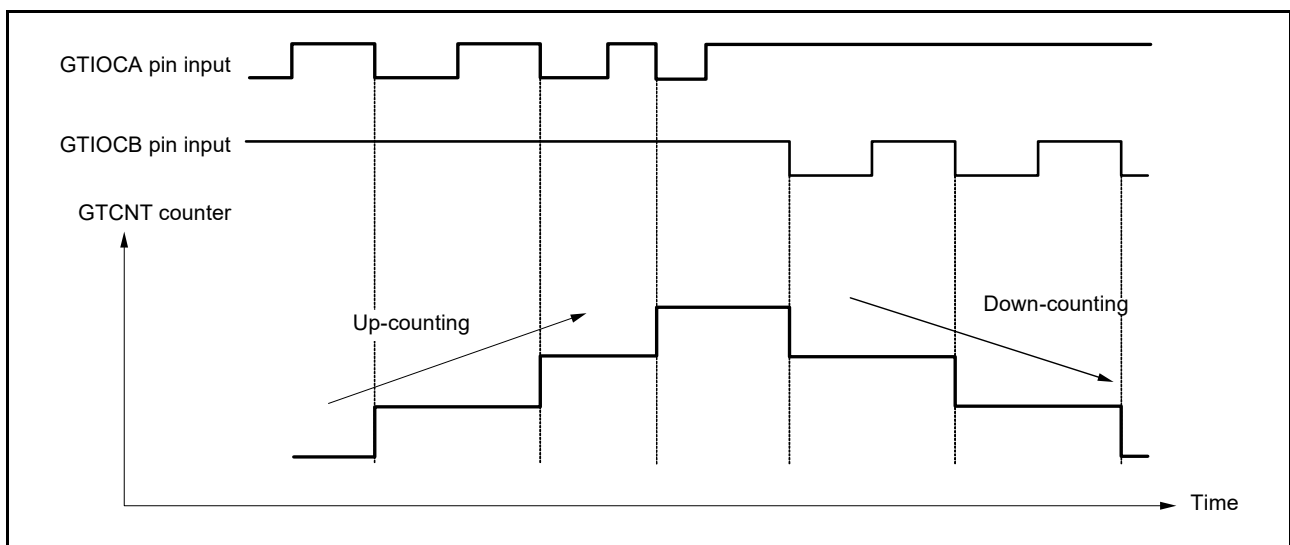 GTIOCA pin input
GTIOCB pin input
GTCNT counter
Up-counting
Down-counting
Time